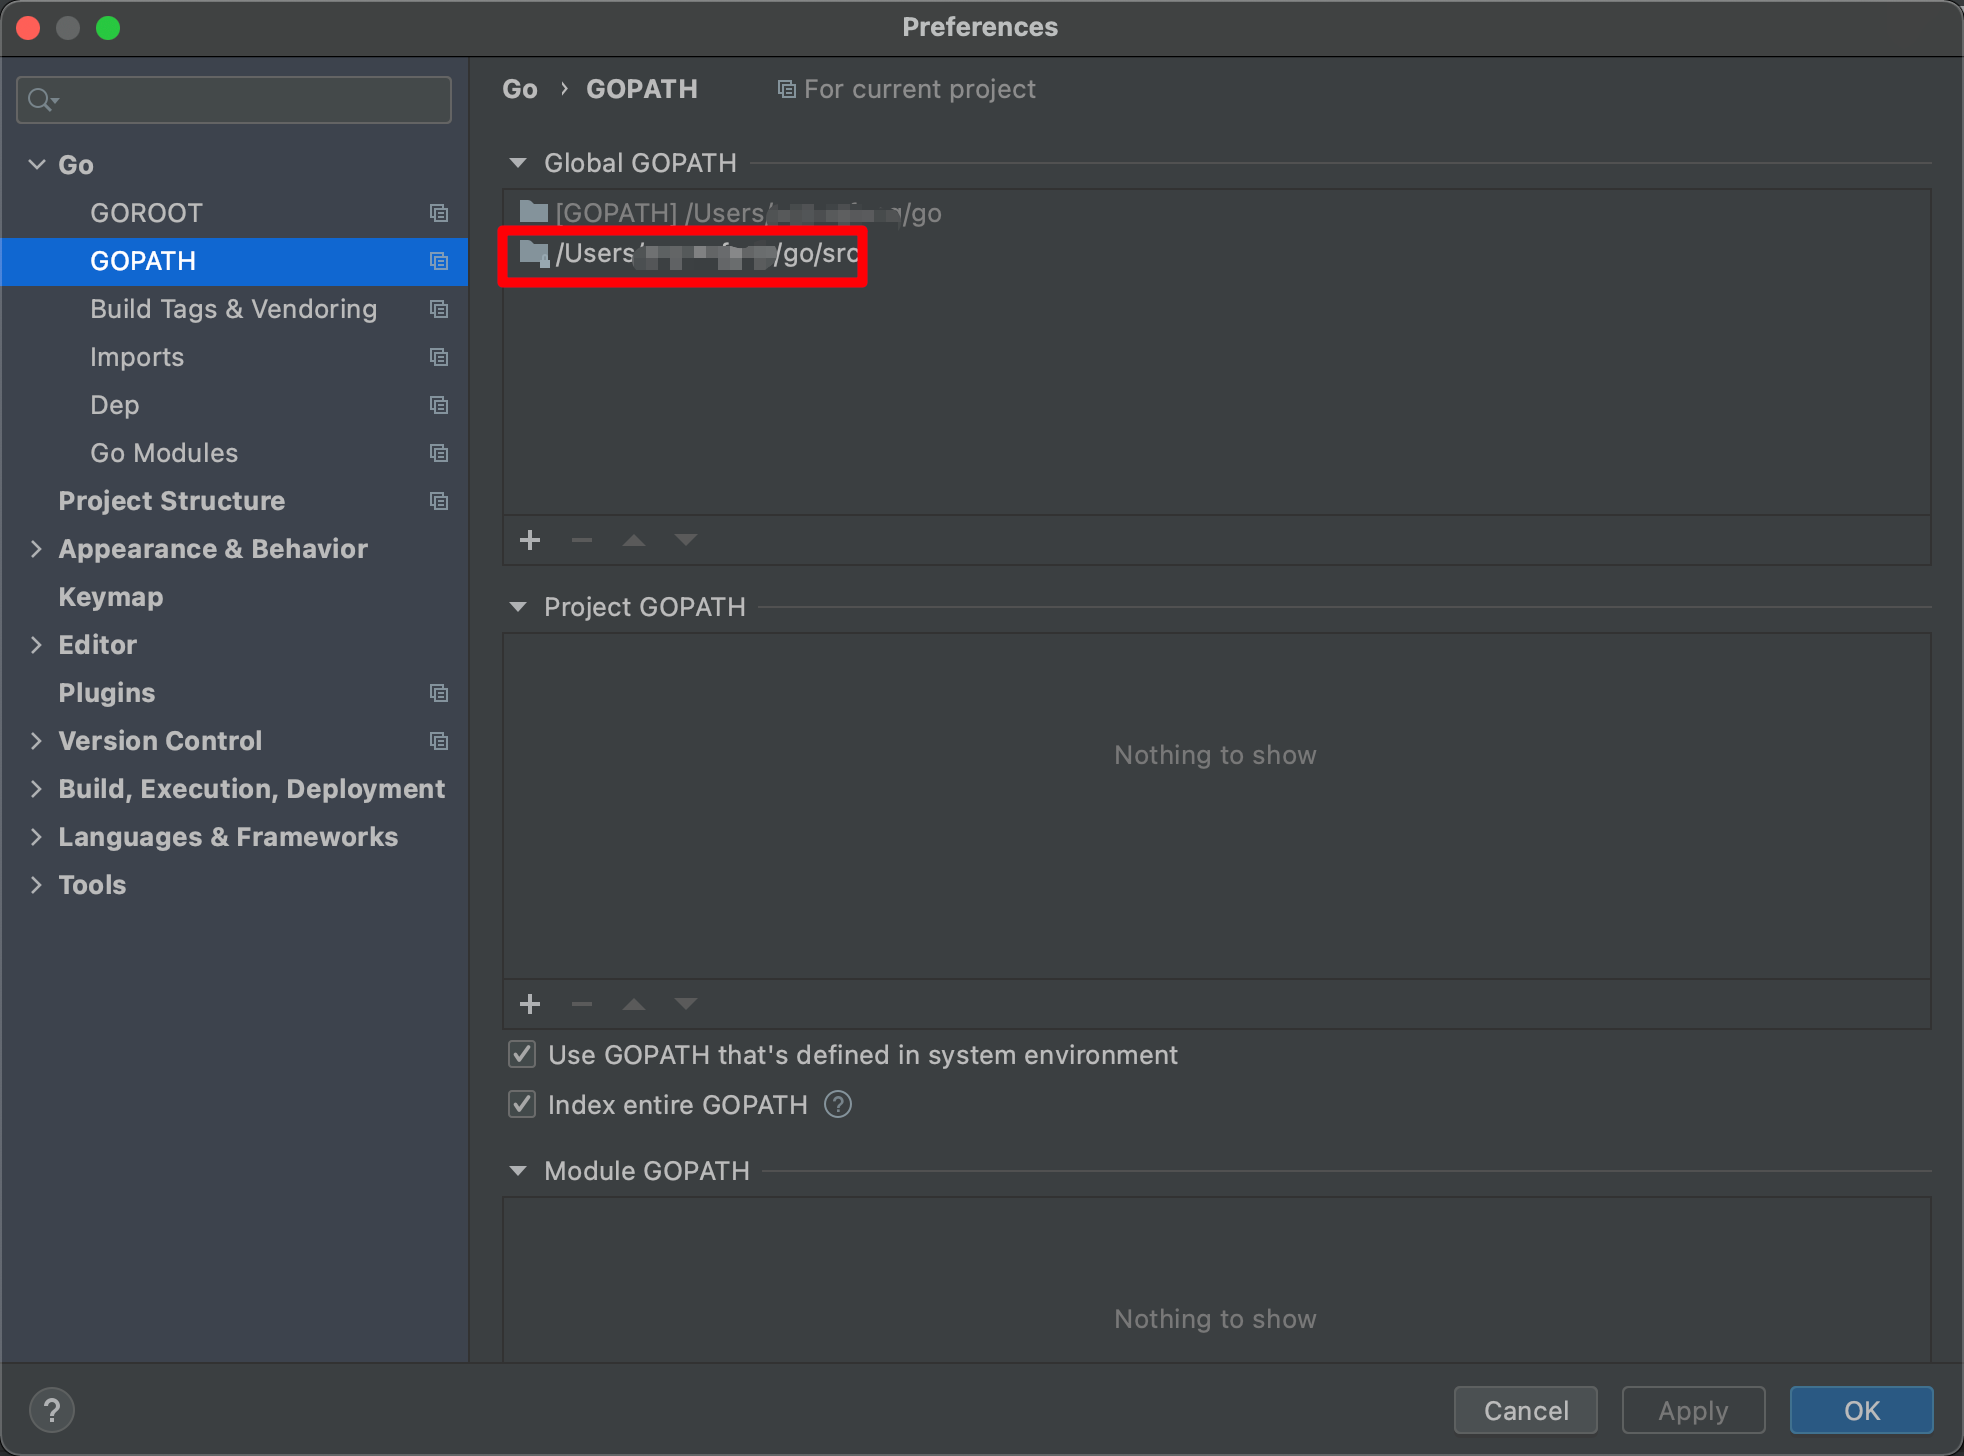 Preferences
Go › GOPATH For current project
Go
GOROOT
GOPATH
Build Tags & Vendoring
Imports
Dep
Go Modules
Project Structure
Appearance & Behavior
Keymap
Editor
Plugins
Version Control
Build, Execution, Deployment
Languages & Frameworks
Tools
Global GOPATH
[GOPATH] /Users/ /go
/Users/ /go/src
Project GOPATH
Nothing to show
Use GOPATH that's defined in system environment
Index entire GOPATH ?
Module GOPATH
Nothing to show
?
Cancel
Apply
OK